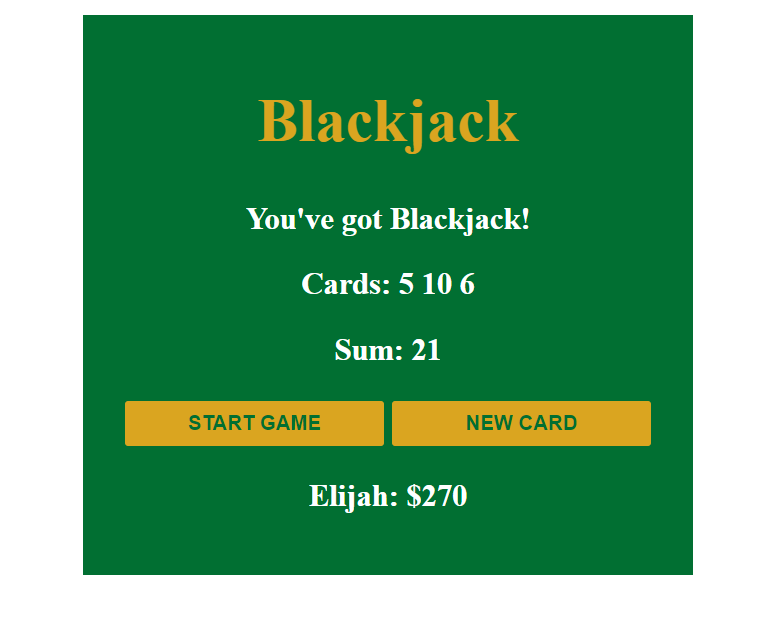 Blackjack
You've got Blackjack!
Cards: 5 10 6
Sum: 21
START GAME NEW CARD
Elijah: $270